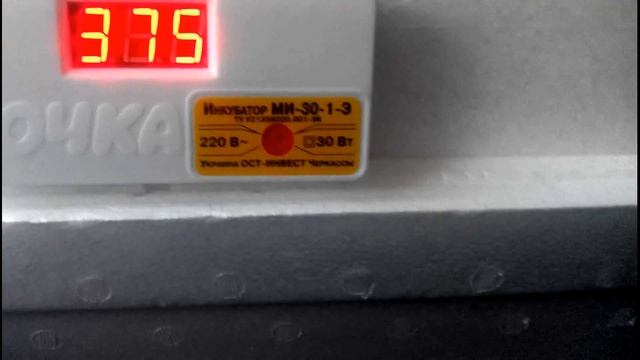 375
ОЧКА
Инкубатор МИ-30-1-Э
220 В~ 30 Вт
Украина ОСТ-ИНВЕСТ Черкассы